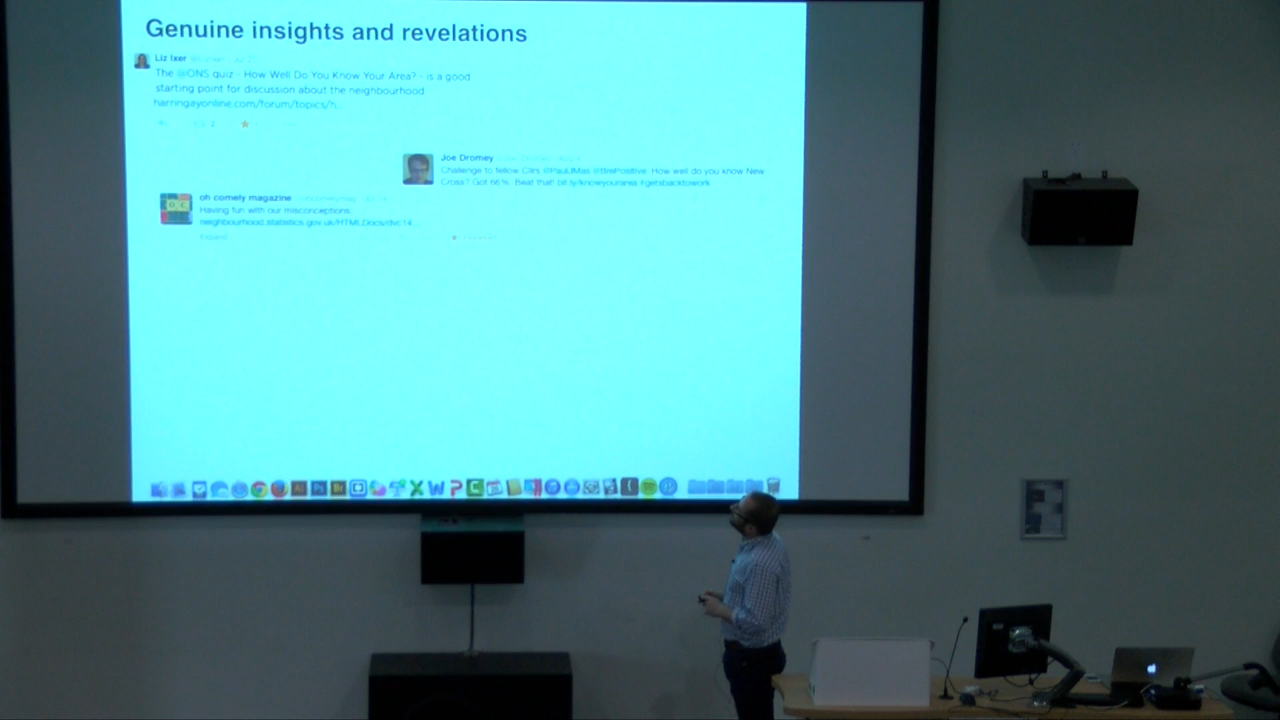 Genuine insights and revelations
Liz Ixer
The @ONS quiz - How Well Do You Know Your Area? - is a good
starting point for discussion about the neighbourhood
harringayonline.com/forum/topics/h...
2
Joe Dromey
Challenge to fellow Cllrs @PaulJMas @BrePositive. How well do you know New
Cross? Got 66%. Beat that! bit.ly/knowyourarea #getsbacktowork
oh comely magazine
Having fun with our misconceptions.
neighbourhood.statistics.gov.uk/HTMLDocs/dvc14...
Expand